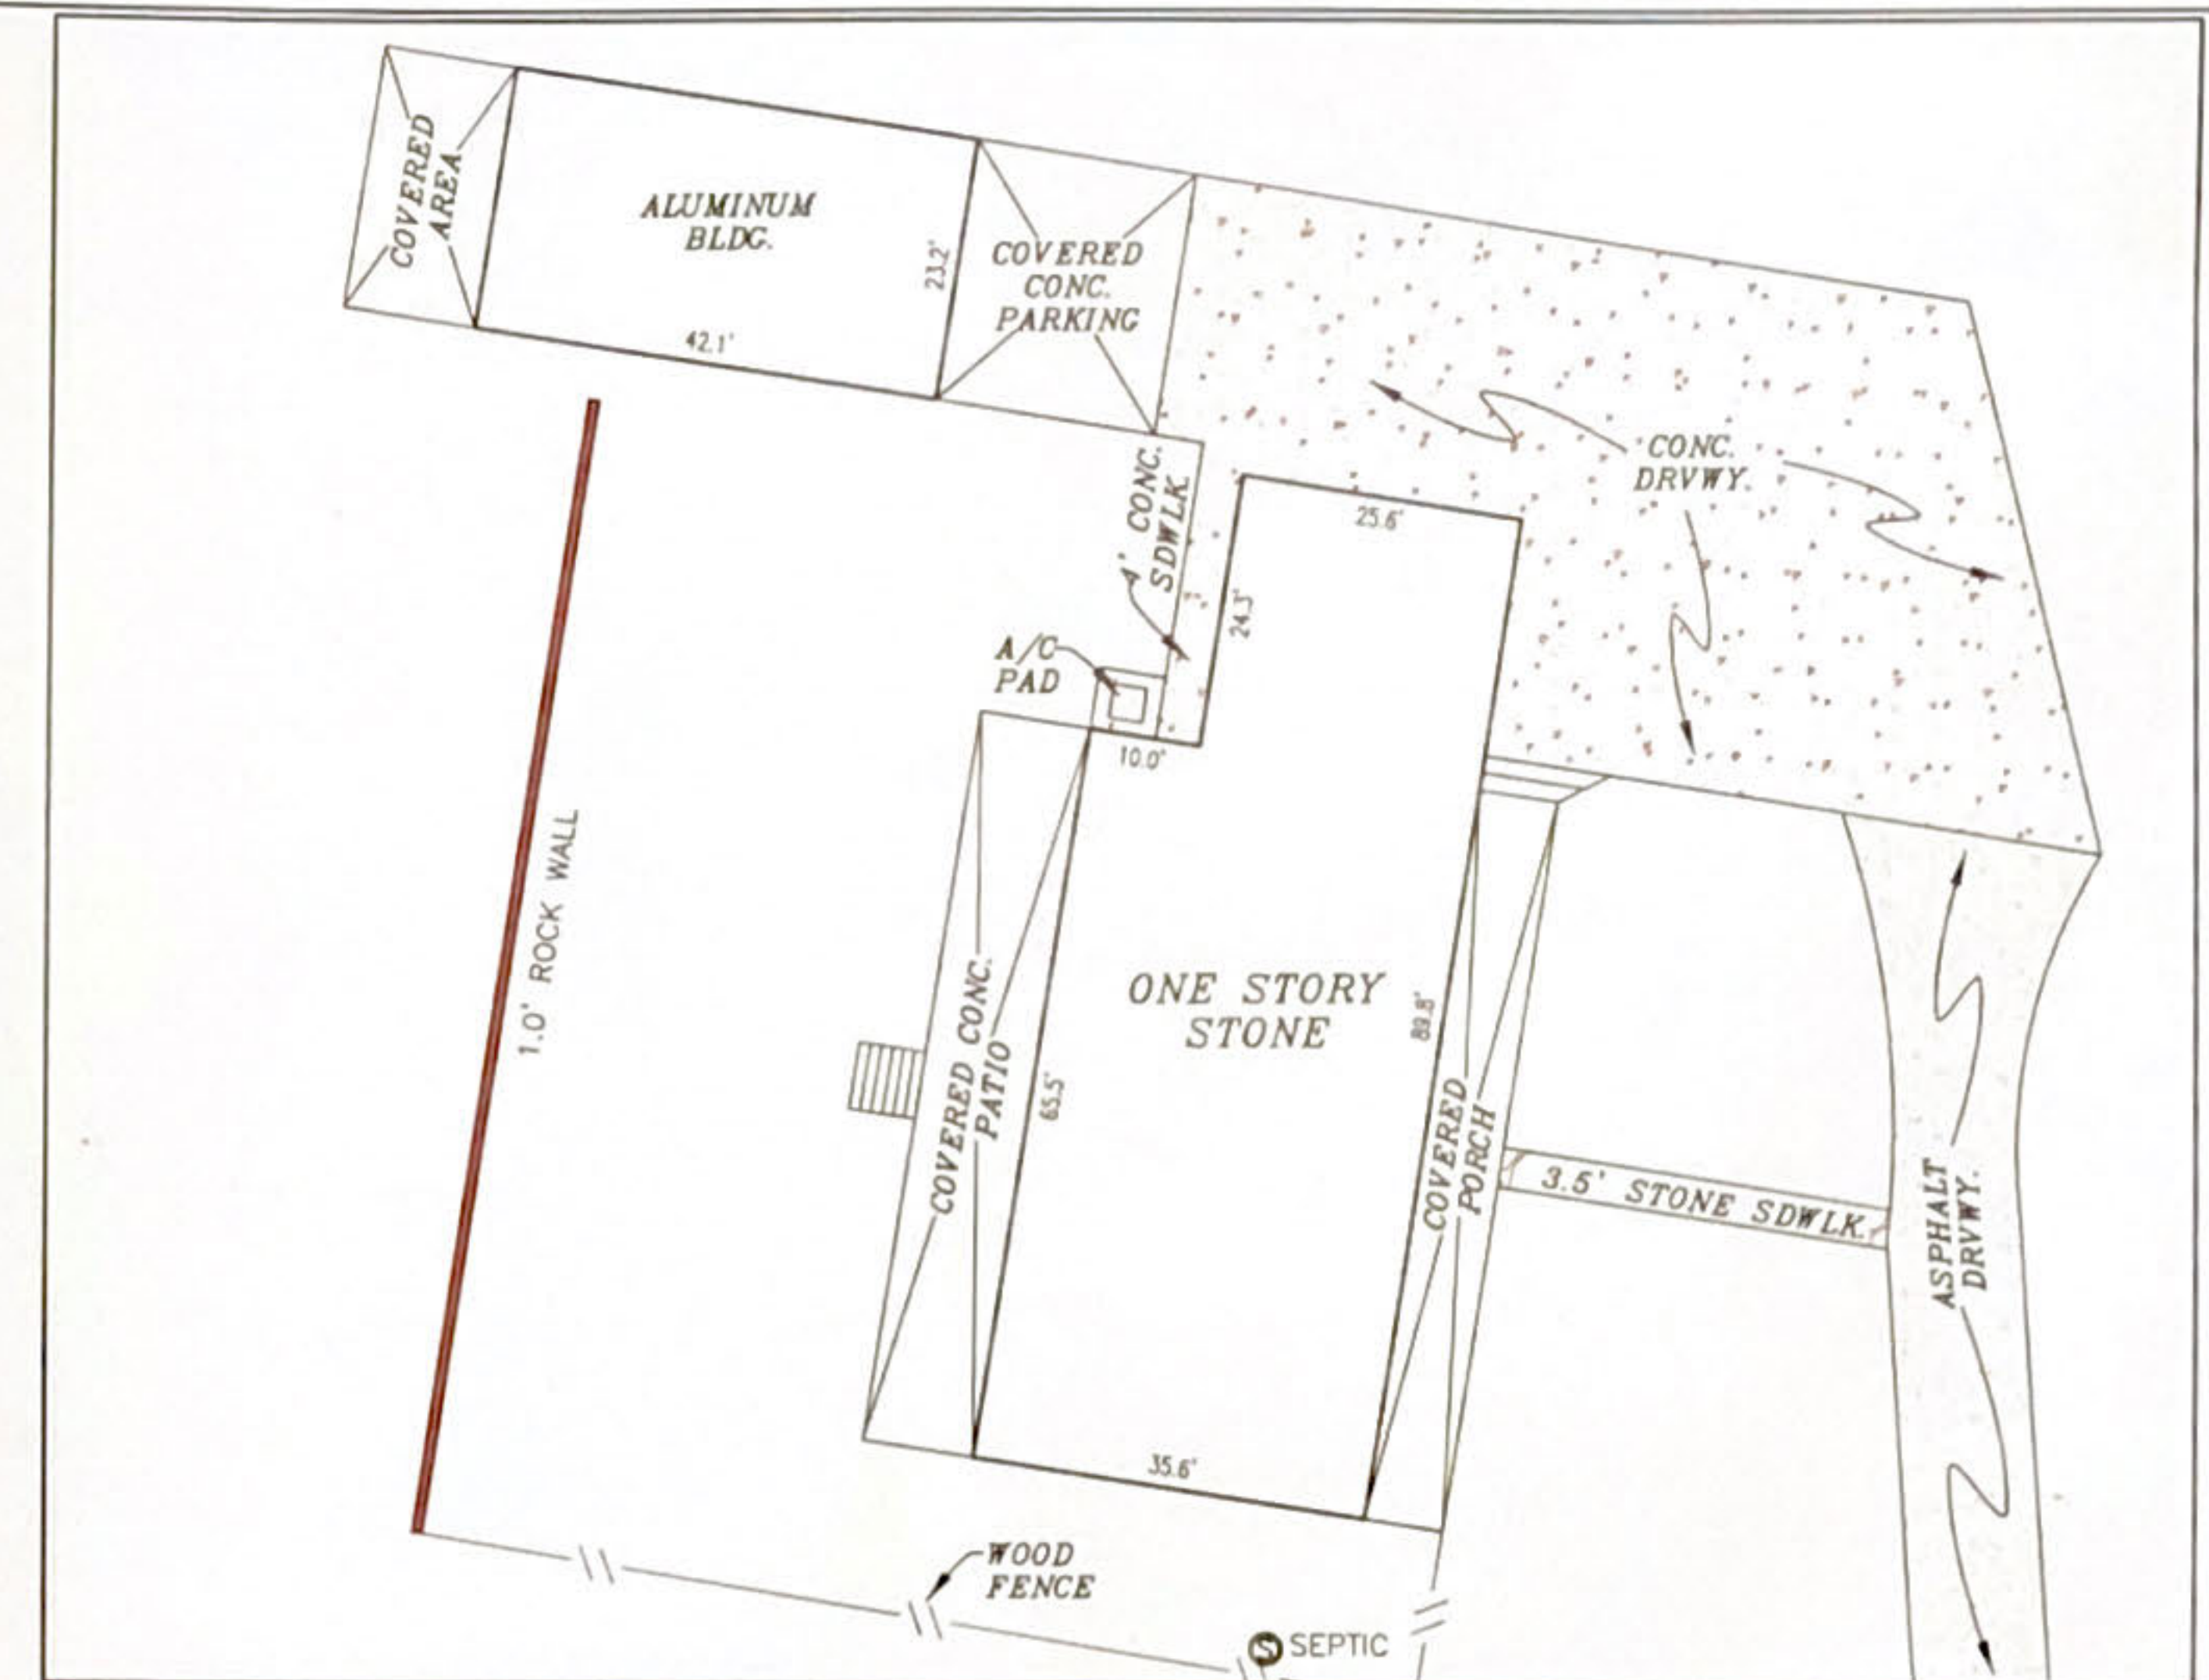 COVERED
AREA
ALUMINUM
BLDG.
23.2'
42.1'
COVERED
CONC.
PARKING
CONC.
DRVWY.
4' CONC.
SDWLK.
25.6'
24.3'
A/C
PAD
10.0'
1.0' ROCK WALL
COVERED CONC.
PATIO
65.5'
ONE STORY
STONE
89.8'
COVERED
PORCH
3.5' STONE SDWLK.
ASPHALT
DRVWY.
35.6'
WOOD
FENCE
S SEPTIC